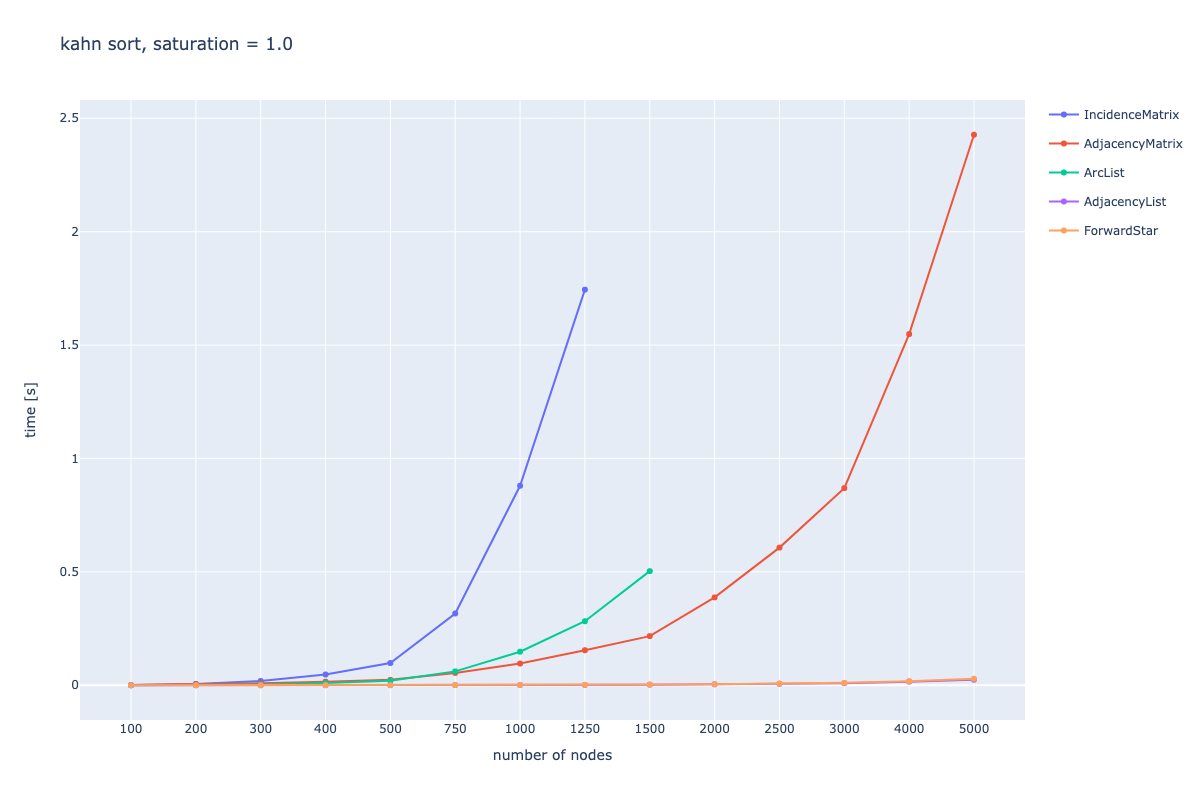 kahn sort, saturation = 1.0
IncidenceMatrix
AdjacencyMatrix
ArcList
AdjacencyList
ForwardStar
time [s]
2.5
2
1.5
1
0.5
0
100 200 300 400 500 750 1000 1250 1500 2000 2500 3000 4000 5000
number of nodes